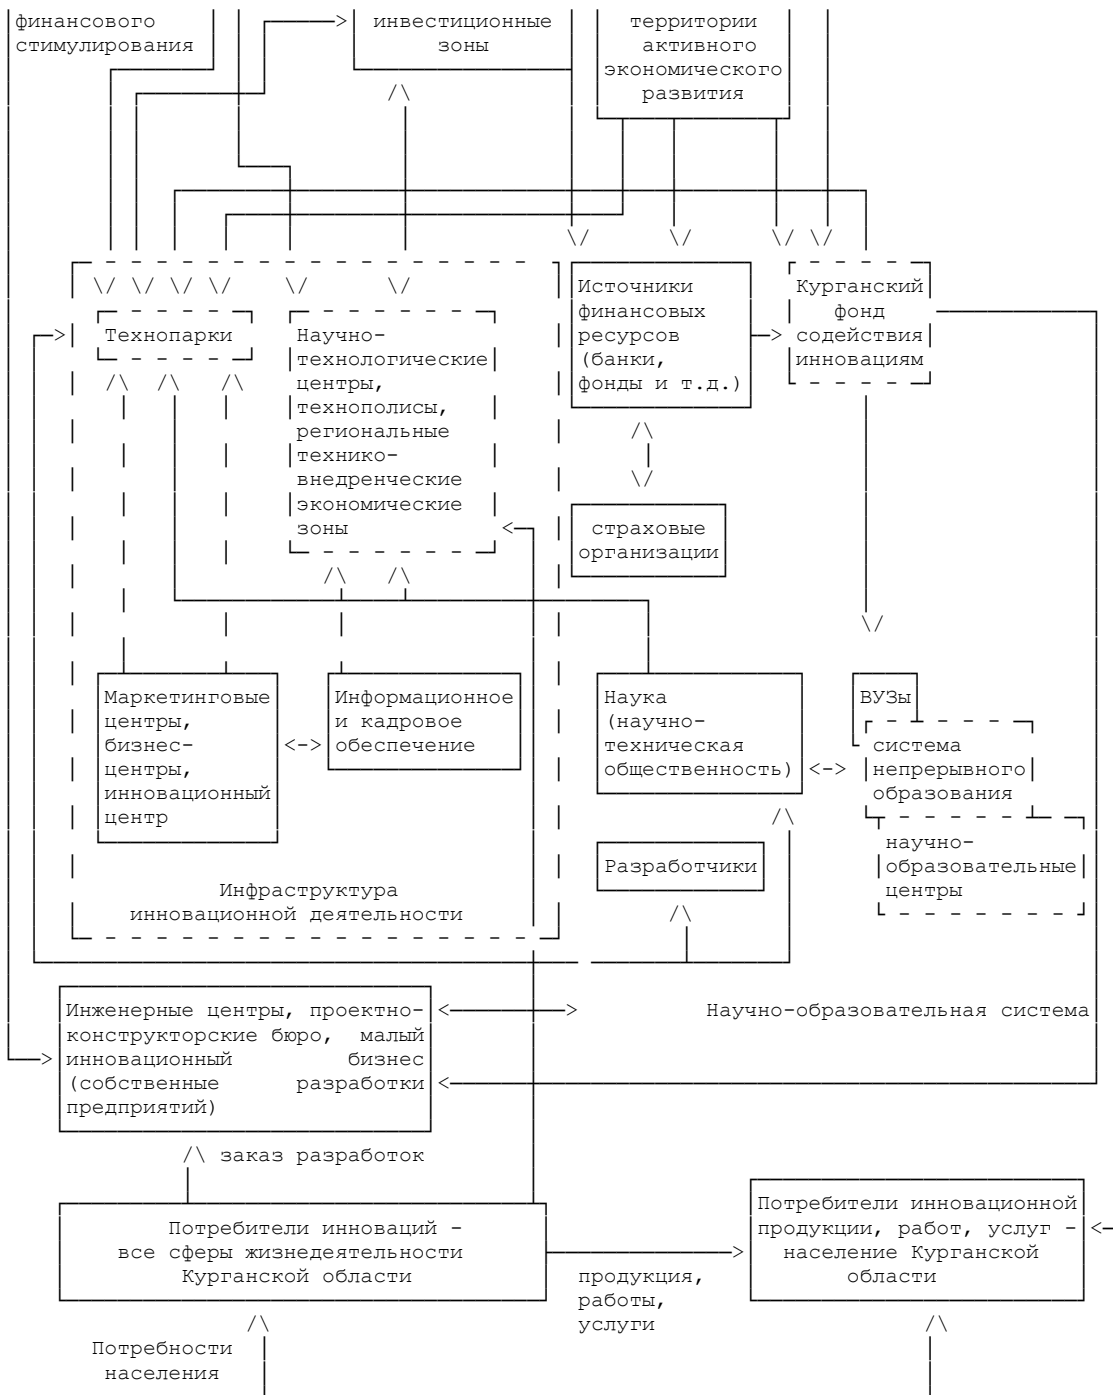 финансового
стимулирования
инвестиционные
зоны
территории
активного
экономического
развития
Технопарки
Научно-
технологические
центры,
технополисы,
региональные
технико-
внедренческие
экономические
зоны
Источники
финансовых
ресурсов
(банки,
фонды и т.д.)
Курганский
фонд
содействия
инновациям
страховые
организации
Маркетинговые
центры,
бизнес-
центры,
инновационный
центр
Информационное
и кадровое
обеспечение
Наука
(научно-
техническая
общественность)
ВУЗы
система
непрерывного
образования
научно-
образовательные
центры
Разработчики
Инфраструктура
инновационной деятельности
Инженерные центры, проектно-
конструкторские бюро, малый
инновационный бизнес
(собственные разработки
предприятий)
Научно-образовательная система
заказ разработок
Потребители инноваций -
все сферы жизнедеятельности
Курганской области
продукция,
работы,
услуги
Потребители инновационной
продукции, работ, услуг -
население Курганской
области
Потребности
населения